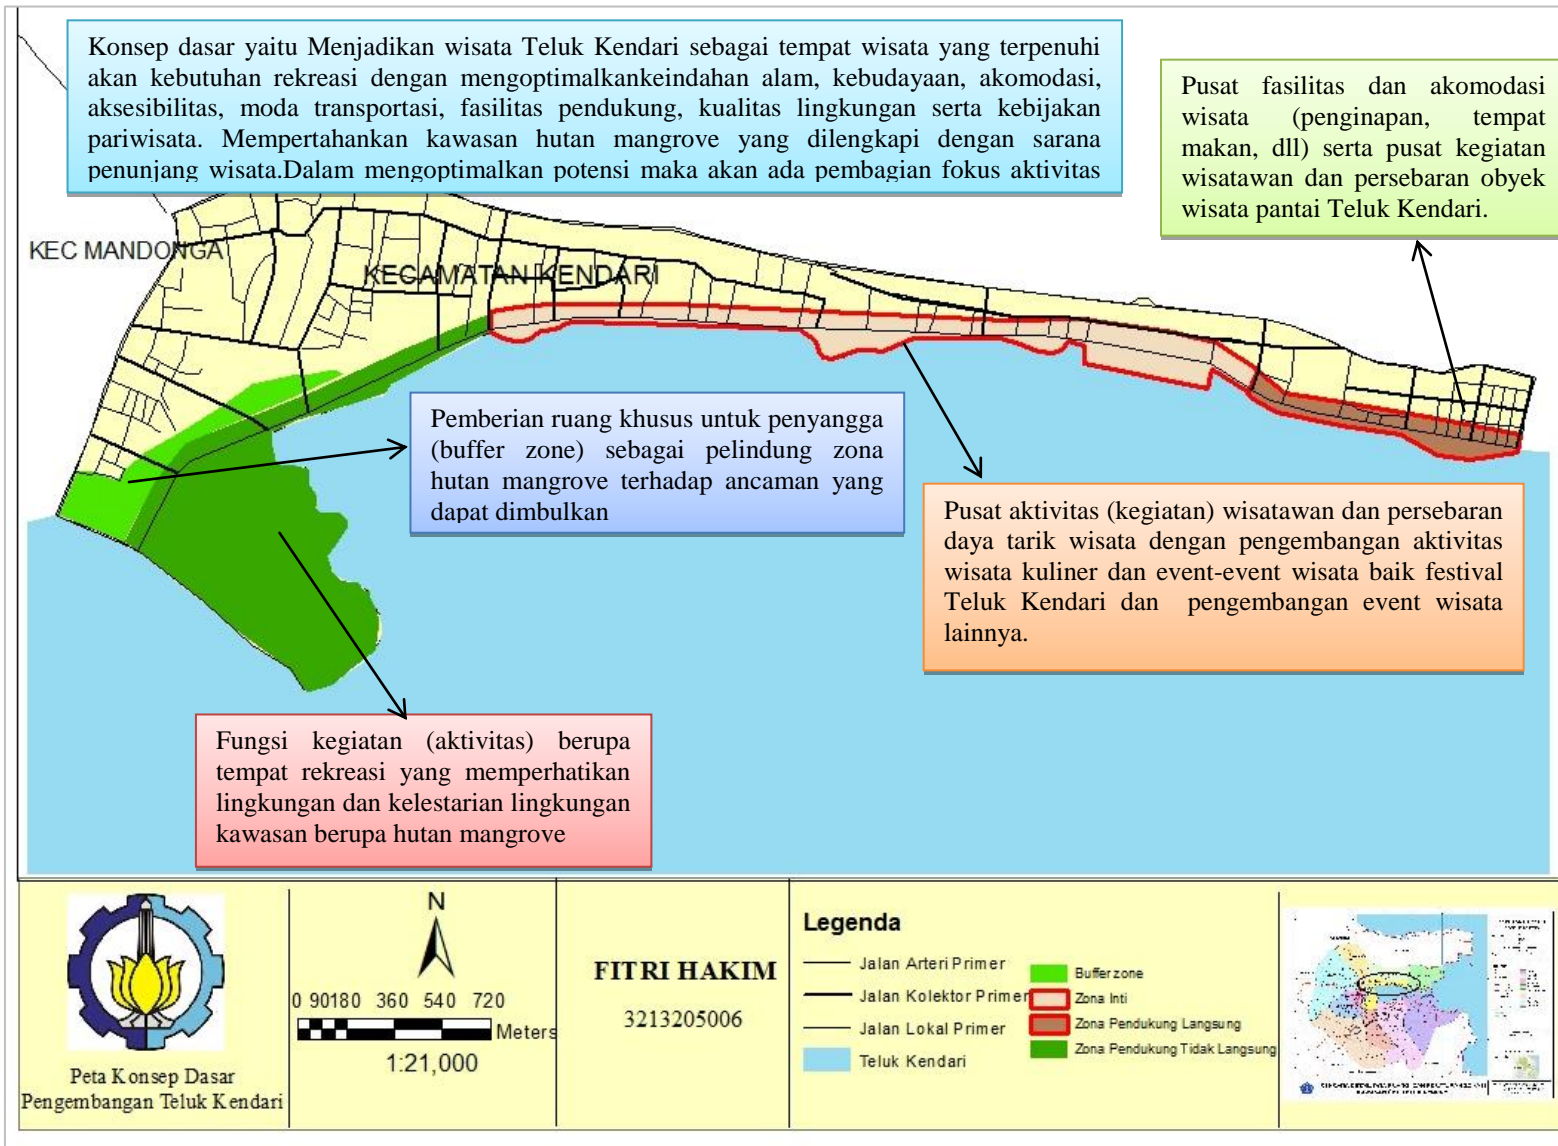 Konsep dasar yaitu Menjadikan wisata Teluk Kendari sebagai tempat wisata yang terpenuhi
akan kebutuhan rekreasi dengan mengoptimalkankeindahan alam, kebudayaan, akomodasi,
aksesibilitas, moda transportasi, fasilitas pendukung, kualitas lingkungan serta kebijakan
pariwisata. Mempertahankan kawasan hutan mangrove yang dilengkapi dengan sarana
penunjang wisata.Dalam mengoptimalkan potensi maka akan ada pembagian fokus aktivitas
Pusat fasilitas dan akomodasi
wisata (penginapan, tempat
makan, dll) serta pusat kegiatan
wisatawan dan persebaran obyek
wisata pantai Teluk Kendari.
KEC MANDONGA
KECAMATAN KENDARI
Pemberian ruang khusus untuk penyangga
(buffer zone) sebagai pelindung zona
hutan mangrove terhadap ancaman yang
dapat dimbulkan
Pusat aktivitas (kegiatan) wisatawan dan persebaran
daya tarik wisata dengan pengembangan aktivitas
wisata kuliner dan event-event wisata baik festival
Teluk Kendari dan pengembangan event wisata
lainnya.
Fungsi kegiatan (aktivitas) berupa
tempat rekreasi yang memperhatikan
lingkungan dan kelestarian lingkungan
kawasan berupa hutan mangrove
Peta Konsep Dasar
Pengembangan Teluk Kendari
N
0 90180 360 540 720
Meters
1:21,000
FITRI HAKIM
3213205006
Legenda
Jalan Arteri Primer
Jalan Kolektor Primer
Jalan Lokal Primer
Teluk Kendari
Bufferzone
Zona Inti
Zona Pendukung Langsung
Zona Pendukung Tidak Langsung